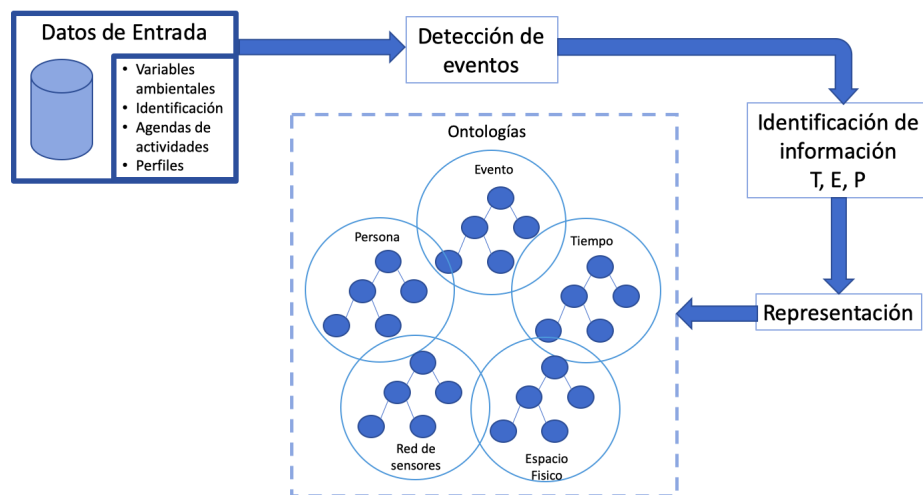 Datos de Entrada
• Variables
ambientales
• Identificación
• Agendas de
actividades
• Perfiles
Detección de
eventos
Identificación de
información
T, E, P
Representación
Ontologías
Evento
Persona
Tiempo
Red de
sensores
Espacio
Fisico